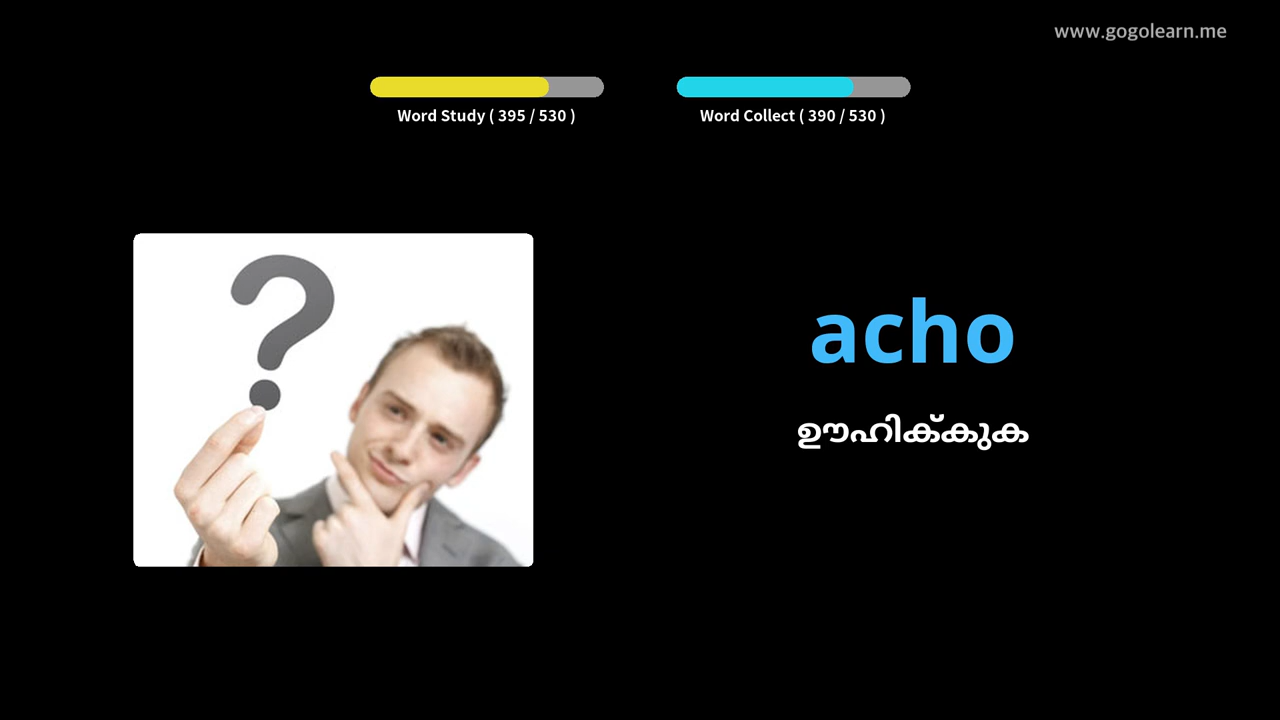 www.gogolearn.me
Word Study ( 395 / 530 )
Word Collect ( 390 / 530 )
?
acho
ഊഹിക്കുക